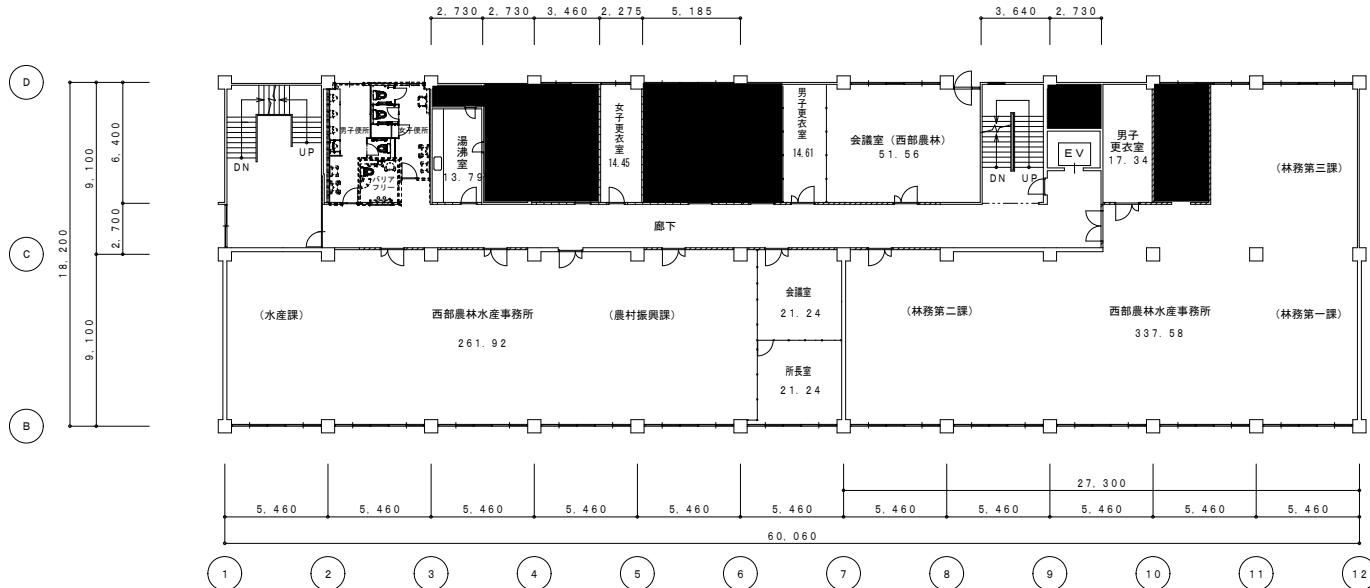 2,730 2,730 3,460 2,275 5,185 3,640 2,730
D
C
B
18,200
9,100
9,100
6,400
2,700
DN
UP
男子便所
女子便所
バリア
フリー
湯沸室
13.79
女子更衣室
14.45
男子更衣室
14.61
会議室(西部農林)
51.56
DN
UP
EV
男子
更衣室
17.34
(林務第三課)
廊下
(水産課)
西部農林水産事務所
261.92
(農村振興課)
会議室
21.24
所長室
21.24
(林務第二課)
西部農林水産事務所
337.58
(林務第一課)
27,300
5,460 5,460 5,460 5,460 5,460 5,460 5,460 5,460 5,460 5,460 5,460
60,060
1 2 3 4 5 6 7 8 9 10 11 12